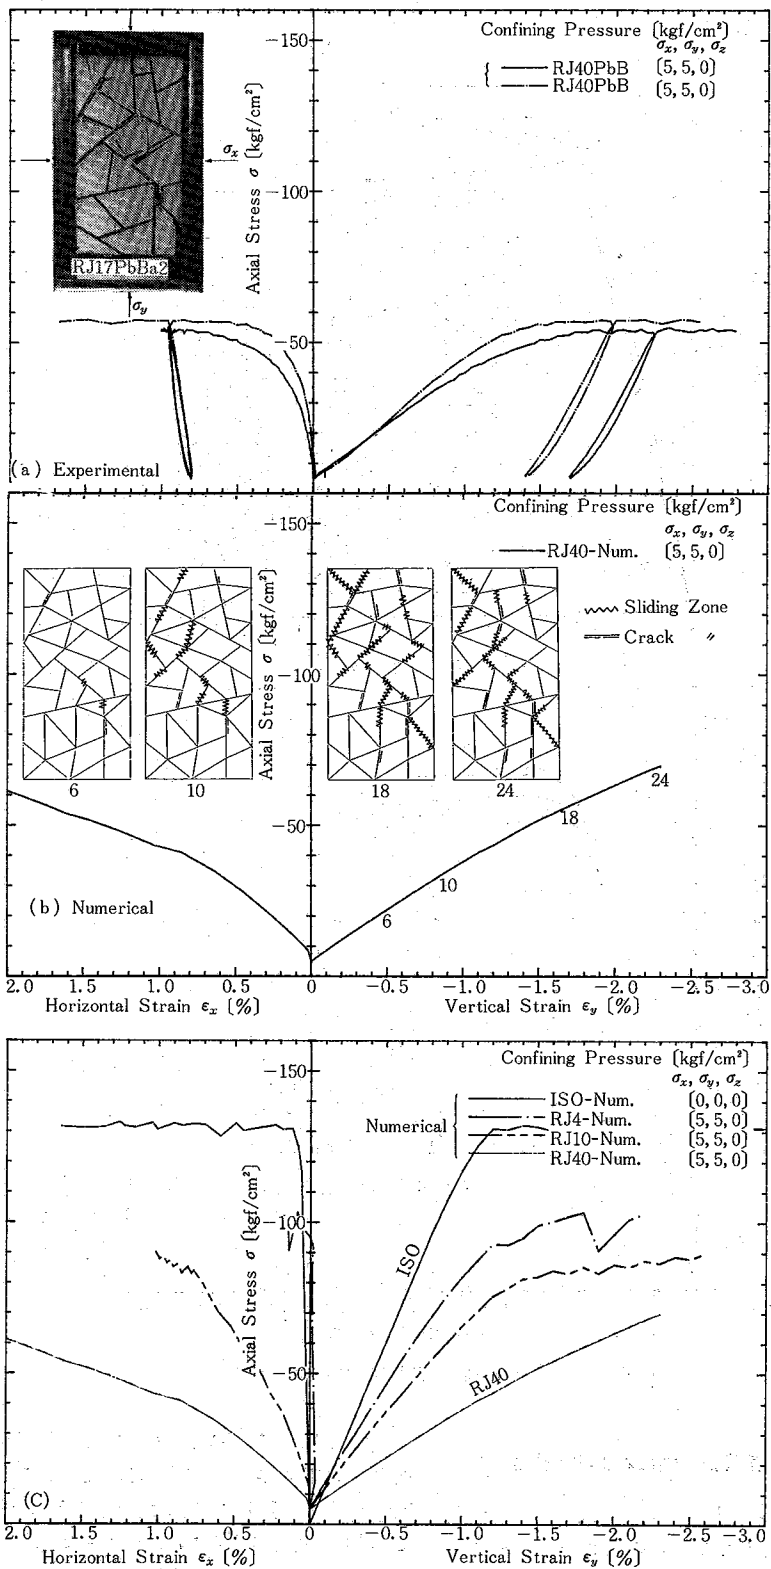 −150
Confining Pressure [kgf/cm²]
σx, σy, σz
RJ40PbB [5, 5, 0]
RJ40PbB [5, 5, 0]
Axial Stress σ [kgf/cm²]
σx
−100
RJ17PbBa2
σy
−50
(a) Experimental
−150
Confining Pressure [kgf/cm²]
σx, σy, σz
RJ40-Num. [5, 5, 0]
Sliding Zone
Crack 〃
Axial Stress σ [kgf/cm²]
−100
6
10
18
24
24
18
−50
10
6
(b) Numerical
2.0 1.5 1.0 0.5 0 −0.5 −1.0 −1.5 −2.0 −2.5 −3.0
Horizontal Strain εx [%] Vertical Strain εy [%]
−150
Confining Pressure [kgf/cm²]
σx, σy, σz
Numerical
ISO-Num. [0, 0, 0]
RJ4-Num. [5, 5, 0]
RJ10-Num. [5, 5, 0]
RJ40-Num. [5, 5, 0]
Axial Stress σ [kgf/cm²]
−100
ISO
−50
RJ40
(C)
2.0 1.5 1.0 0.5 0 −0.5 −1.0 −1.5 −2.0 −2.5 −3.0
Horizontal Strain εx [%] Vertical Strain εy [%]